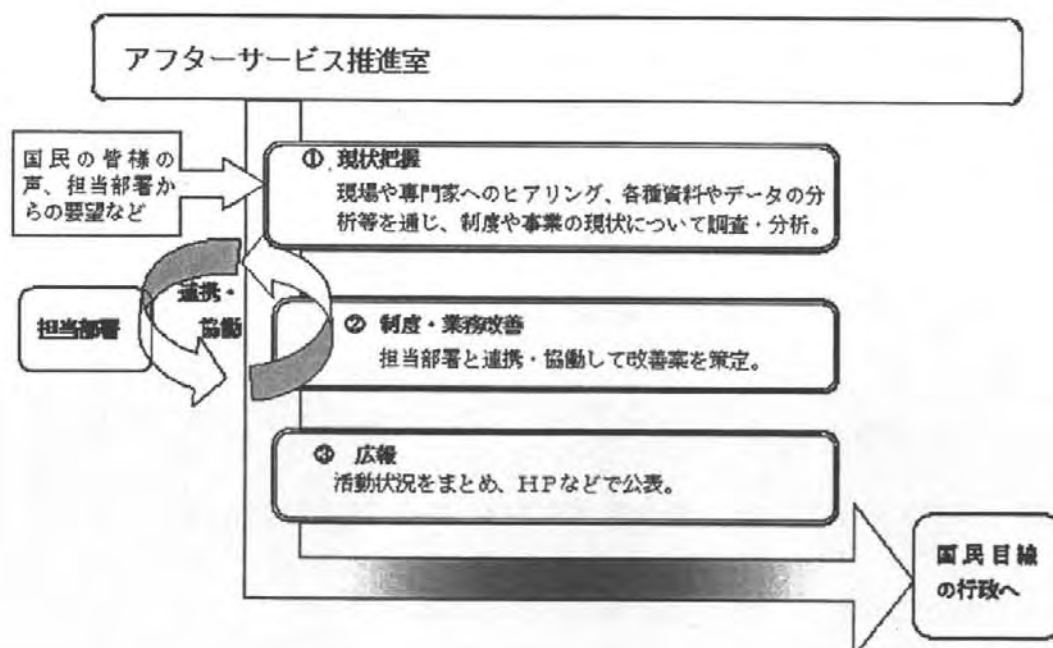 アフターサービス推進室
国民の皆様の
声、担当部署か
らの要望など
① 現状把握
現場や専門家へのヒアリング、各種資料やデータの分
析等を通じ、制度や事業の現状について調査・分析。
連携・
協働
担当部署
② 制度・業務改善
担当部署と連携・協働して改善案を策定。
③ 広報
活動状況をまとめ、HPなどで公表。
国民目線
の行政へ